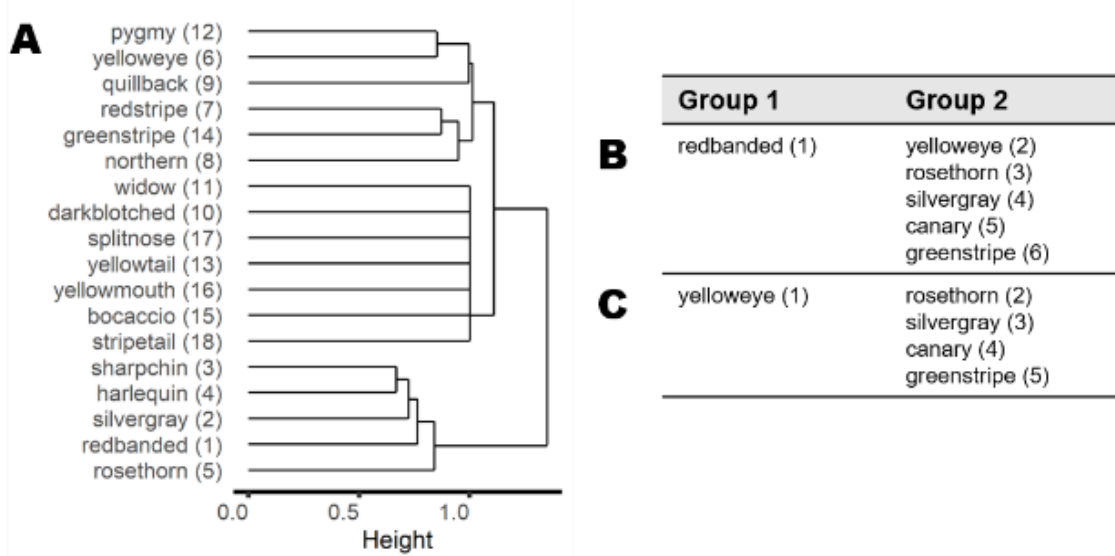 A
pygmy (12)
yelloweye (6)
quillback (9)
redstripe (7)
greenstripe (14)
northern (8)
widow (11)
darkblotched (10)
splitnose (17)
yellowtail (13)
yellowmouth (16)
bocaccio (15)
stripetail (18)
sharpchin (3)
harlequin (4)
silvergray (2)
redbanded (1)
rosethorn (5)
0.0 0.5 1.0
Height
Group 1 Group 2
B
redbanded (1) yelloweye (2)
rosethorn (3)
silvergray (4)
canary (5)
greenstripe (6)
C
yelloweye (1) rosethorn (2)
silvergray (3)
canary (4)
greenstripe (5)